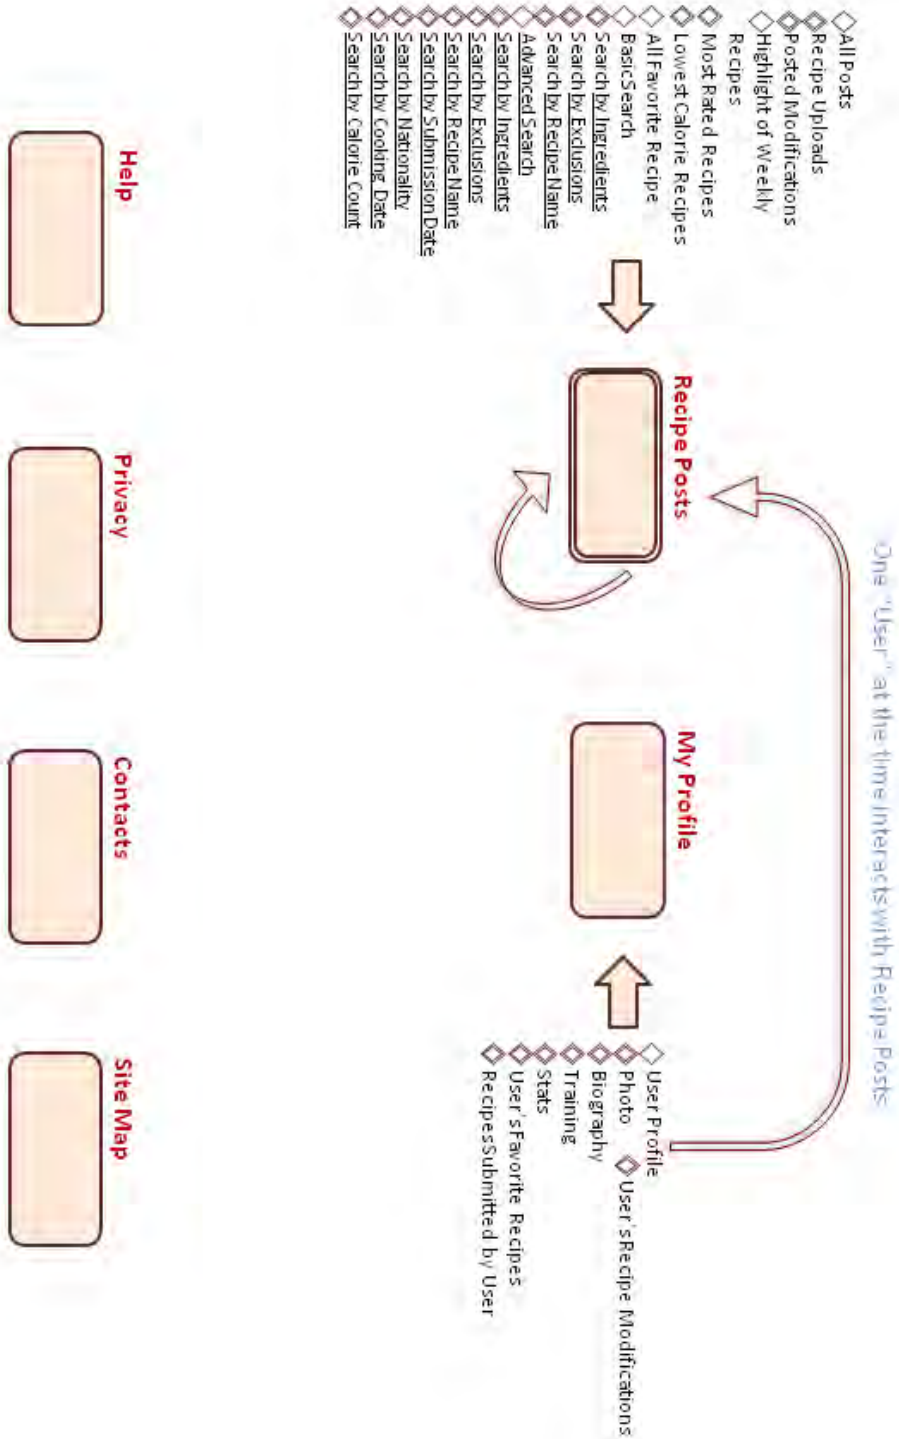 One "User" at the time interacts with Recipe Posts
All Posts
Recipe Uploads
Posted Modifications
Highlight of Weekly
Recipes
Most Rated Recipes
Lowest Calorie Recipes
All Favorite Recipe
Basic Search
Search by Ingredients
Search by Exclusions
Search by Recipe Name
Advanced Search
Search by Ingredients
Search by Exclusions
Search by Recipe Name
Search by Submission Date
Search by Nationality
Search by Cooking Date
Search by Calorie Count
Recipe Posts
My Profile
User Profile
Photo
User's Recipe Modifications
Biography
Training
Stats
User's Favorite Recipes
Recipes Submitted by User
Help
Privacy
Contacts
Site Map